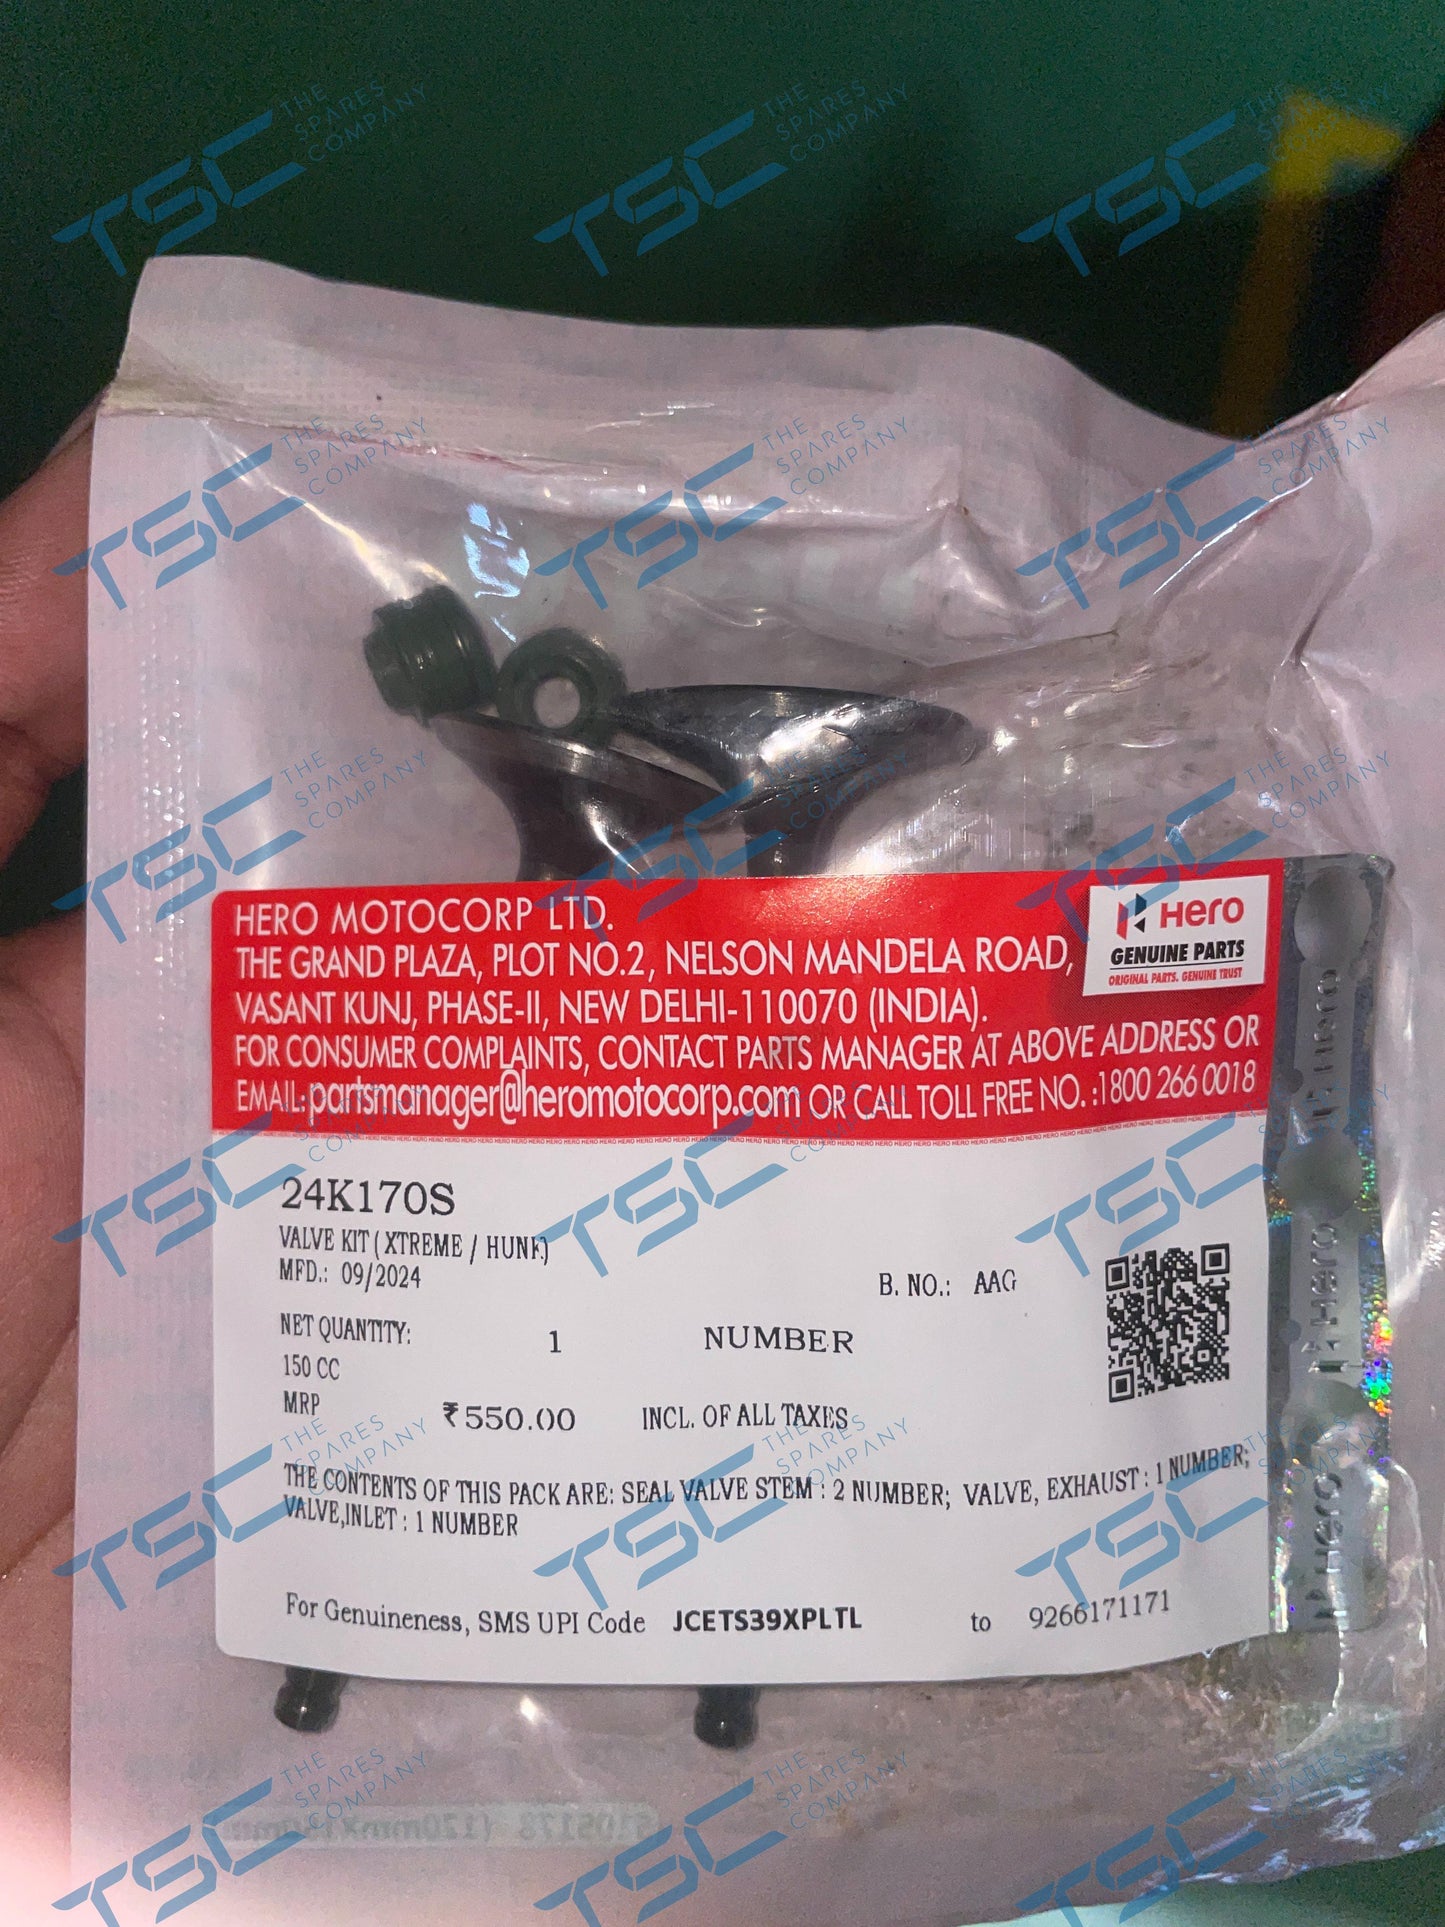 HERO MOTOCORP LTD.
THE GRAND PLAZA, PLOT NO.2, NELSON MANDELA ROAD,
VASANT KUNJ, PHASE-II, NEW DELHI-110070 (INDIA).
FOR CONSUMER COMPLAINTS, CONTACT PARTS MANAGER AT ABOVE ADDRESS OR
EMAIL:partsmanager@heromotocorp.com OR CALL TOLL FREE NO.:1800 266 0018
Hero
GENUINE PARTS
ORIGINAL PARTS. GENUINE TRUST
24K170S
VALVE KIT ( XTREME / HUNK)
MFD.: 09/2024
B. NO.: AAG
NET QUANTITY: 1 NUMBER
150 CC
MRP ₹550.00 INCL. OF ALL TAXES
THE CONTENTS OF THIS PACK ARE: SEAL VALVE STEM : 2 NUMBER; VALVE, EXHAUST : 1 NUMBER;
VALVE,INLET : 1 NUMBER
For Genuineness, SMS UPI Code JCETS39XPLTL to 9266171171
Hero
Hero
Hero
TSC THE SPARES COMPANY